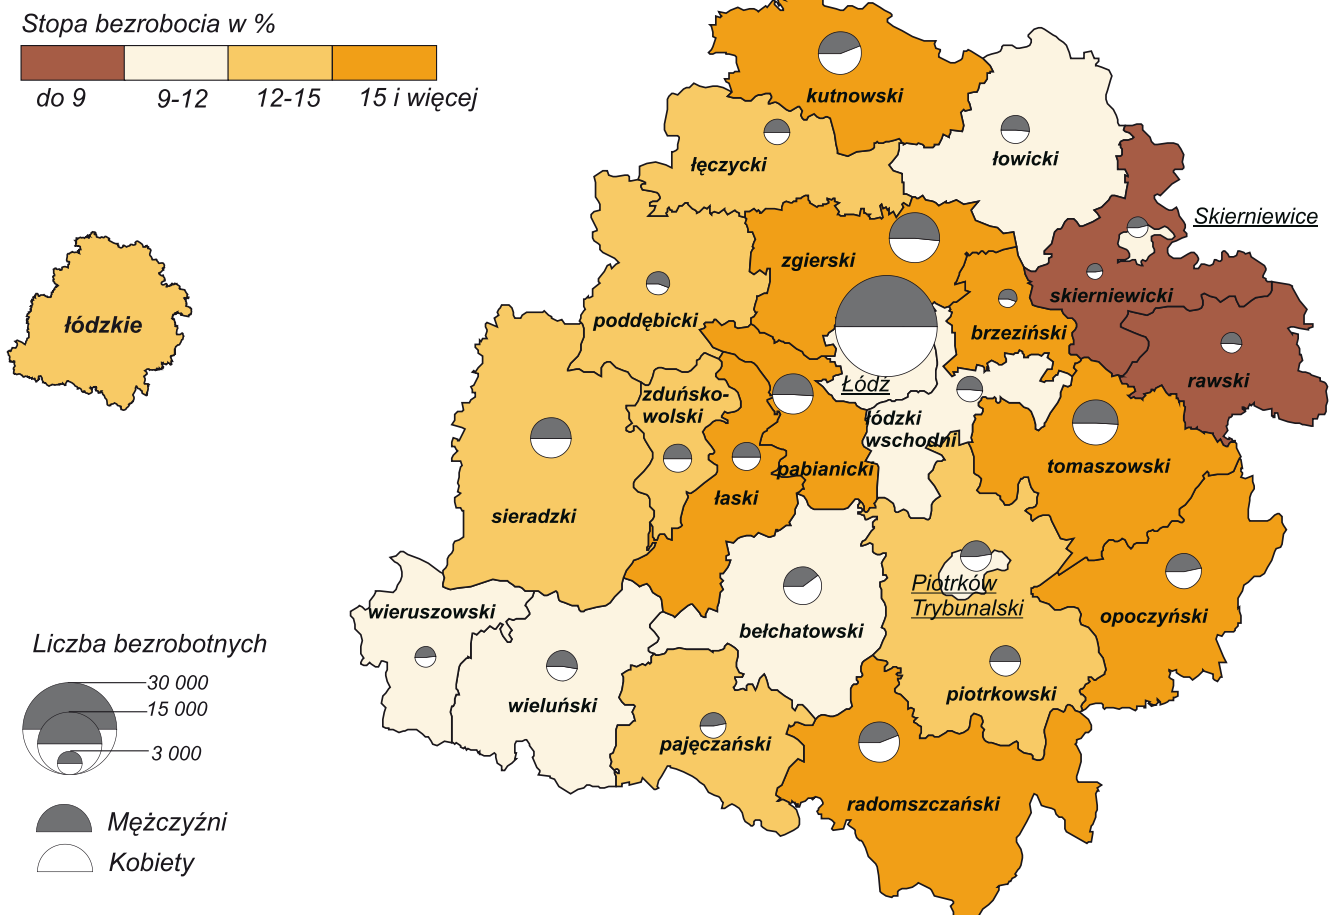 Stopa bezrobocia w %
do 9
9-12
12-15
15 i więcej
kutnowski
łęczycki
łowicki
Skierniewice
zgierski
skierniewicki
poddębicki
brzeziński
łódzkie
rawski
Łódź
zduńsko-
wolski
łódzki
wschodni
pabianicki
tomaszowski
łaski
sieradzki
Piotrków
Trybunalski
wieruszowski
opoczyński
bełchatowski
piotrkowski
wieluński
pajęczański
radomszczański
Liczba bezrobotnych
30 000
15 000
3 000
Mężczyźni
Kobiety